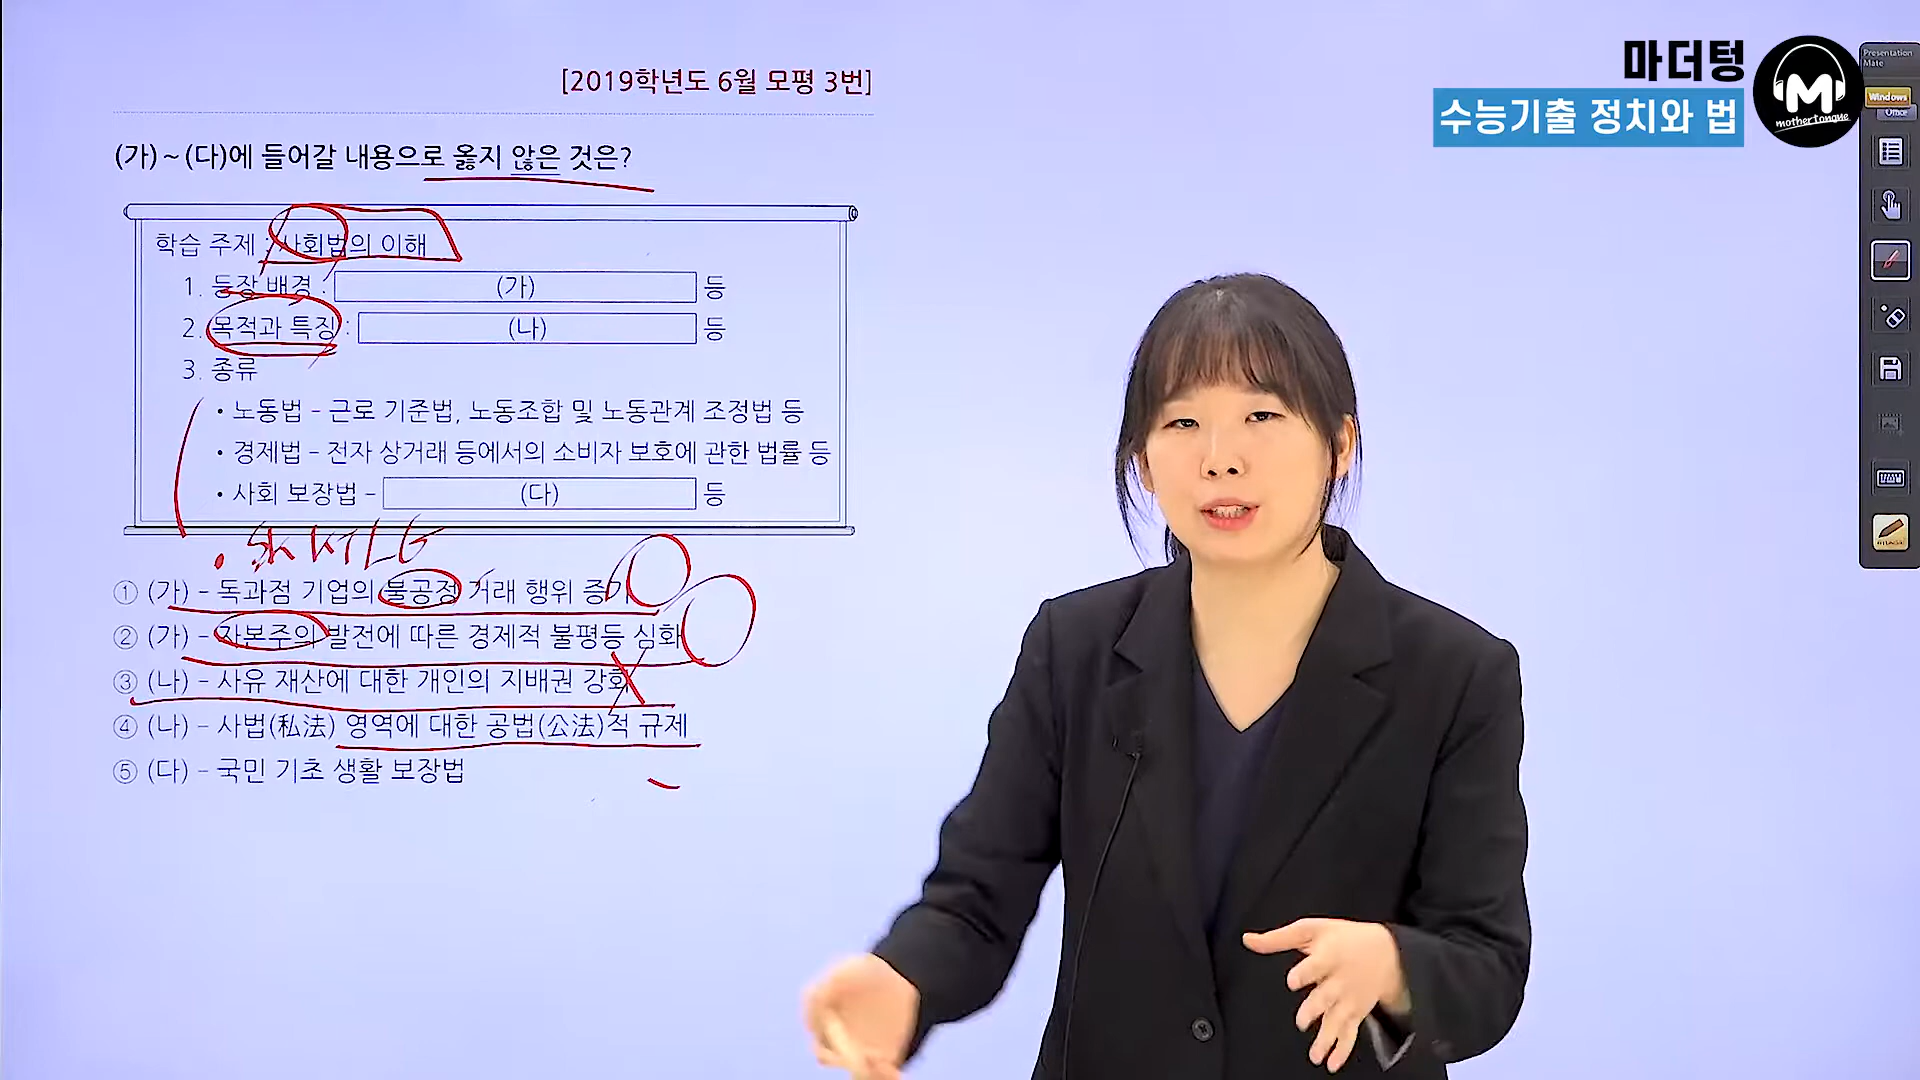 [2019학년도 6월 모평 3번]
(가)~(다)에 들어갈 내용으로 옳지 않은 것은?
학습 주제 : 사회법의 이해
1. 등장 배경 : (가) 등
2. 목적과 특징 : (나) 등
3. 종류
• 노동법 – 근로 기준법, 노동조합 및 노동관계 조정법 등
• 경제법 – 전자 상거래 등에서의 소비자 보호에 관한 법률 등
• 사회 보장법 – (다) 등
① (가) – 독과점 기업의 불공정 거래 행위 증가
② (가) – 자본주의 발전에 따른 경제적 불평등 심화
③ (나) – 사유 재산에 대한 개인의 지배권 강화
④ (나) – 사법(私法) 영역에 대한 공법(公法)적 규제
⑤ (다) – 국민 기초 생활 보장법
마더텅
수능기출 정치와 법
M
mothertongue
Presentation
Mate
Windows
Office